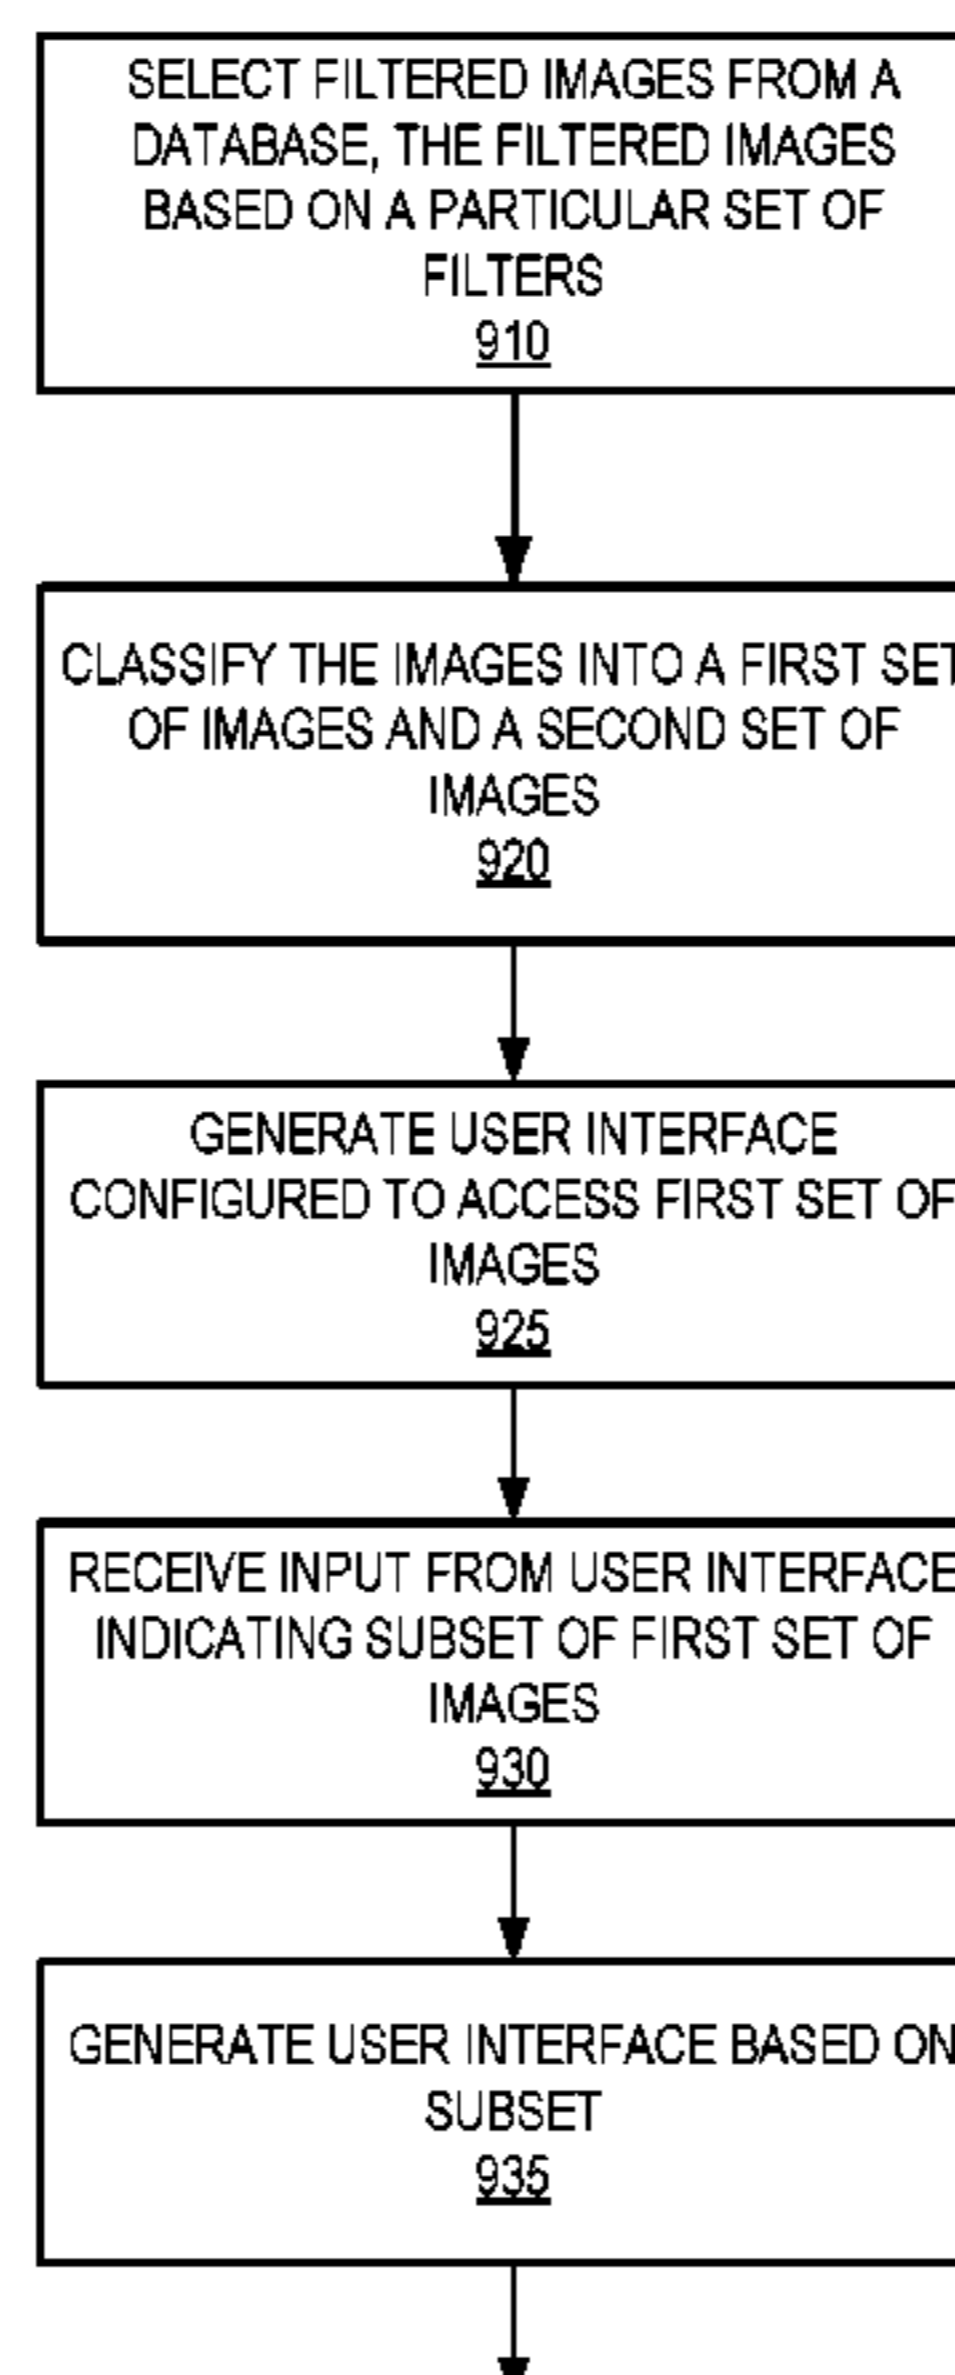 SELECT FILTERED IMAGES FROM A
DATABASE, THE FILTERED IMAGES
BASED ON A PARTICULAR SET OF
FILTERS
910
CLASSIFY THE IMAGES INTO A FIRST SET
OF IMAGES AND A SECOND SET OF
IMAGES
920
GENERATE USER INTERFACE
CONFIGURED TO ACCESS FIRST SET OF
IMAGES
925
RECEIVE INPUT FROM USER INTERFACE
INDICATING SUBSET OF FIRST SET OF
IMAGES
930
GENERATE USER INTERFACE BASED ON
SUBSET
935